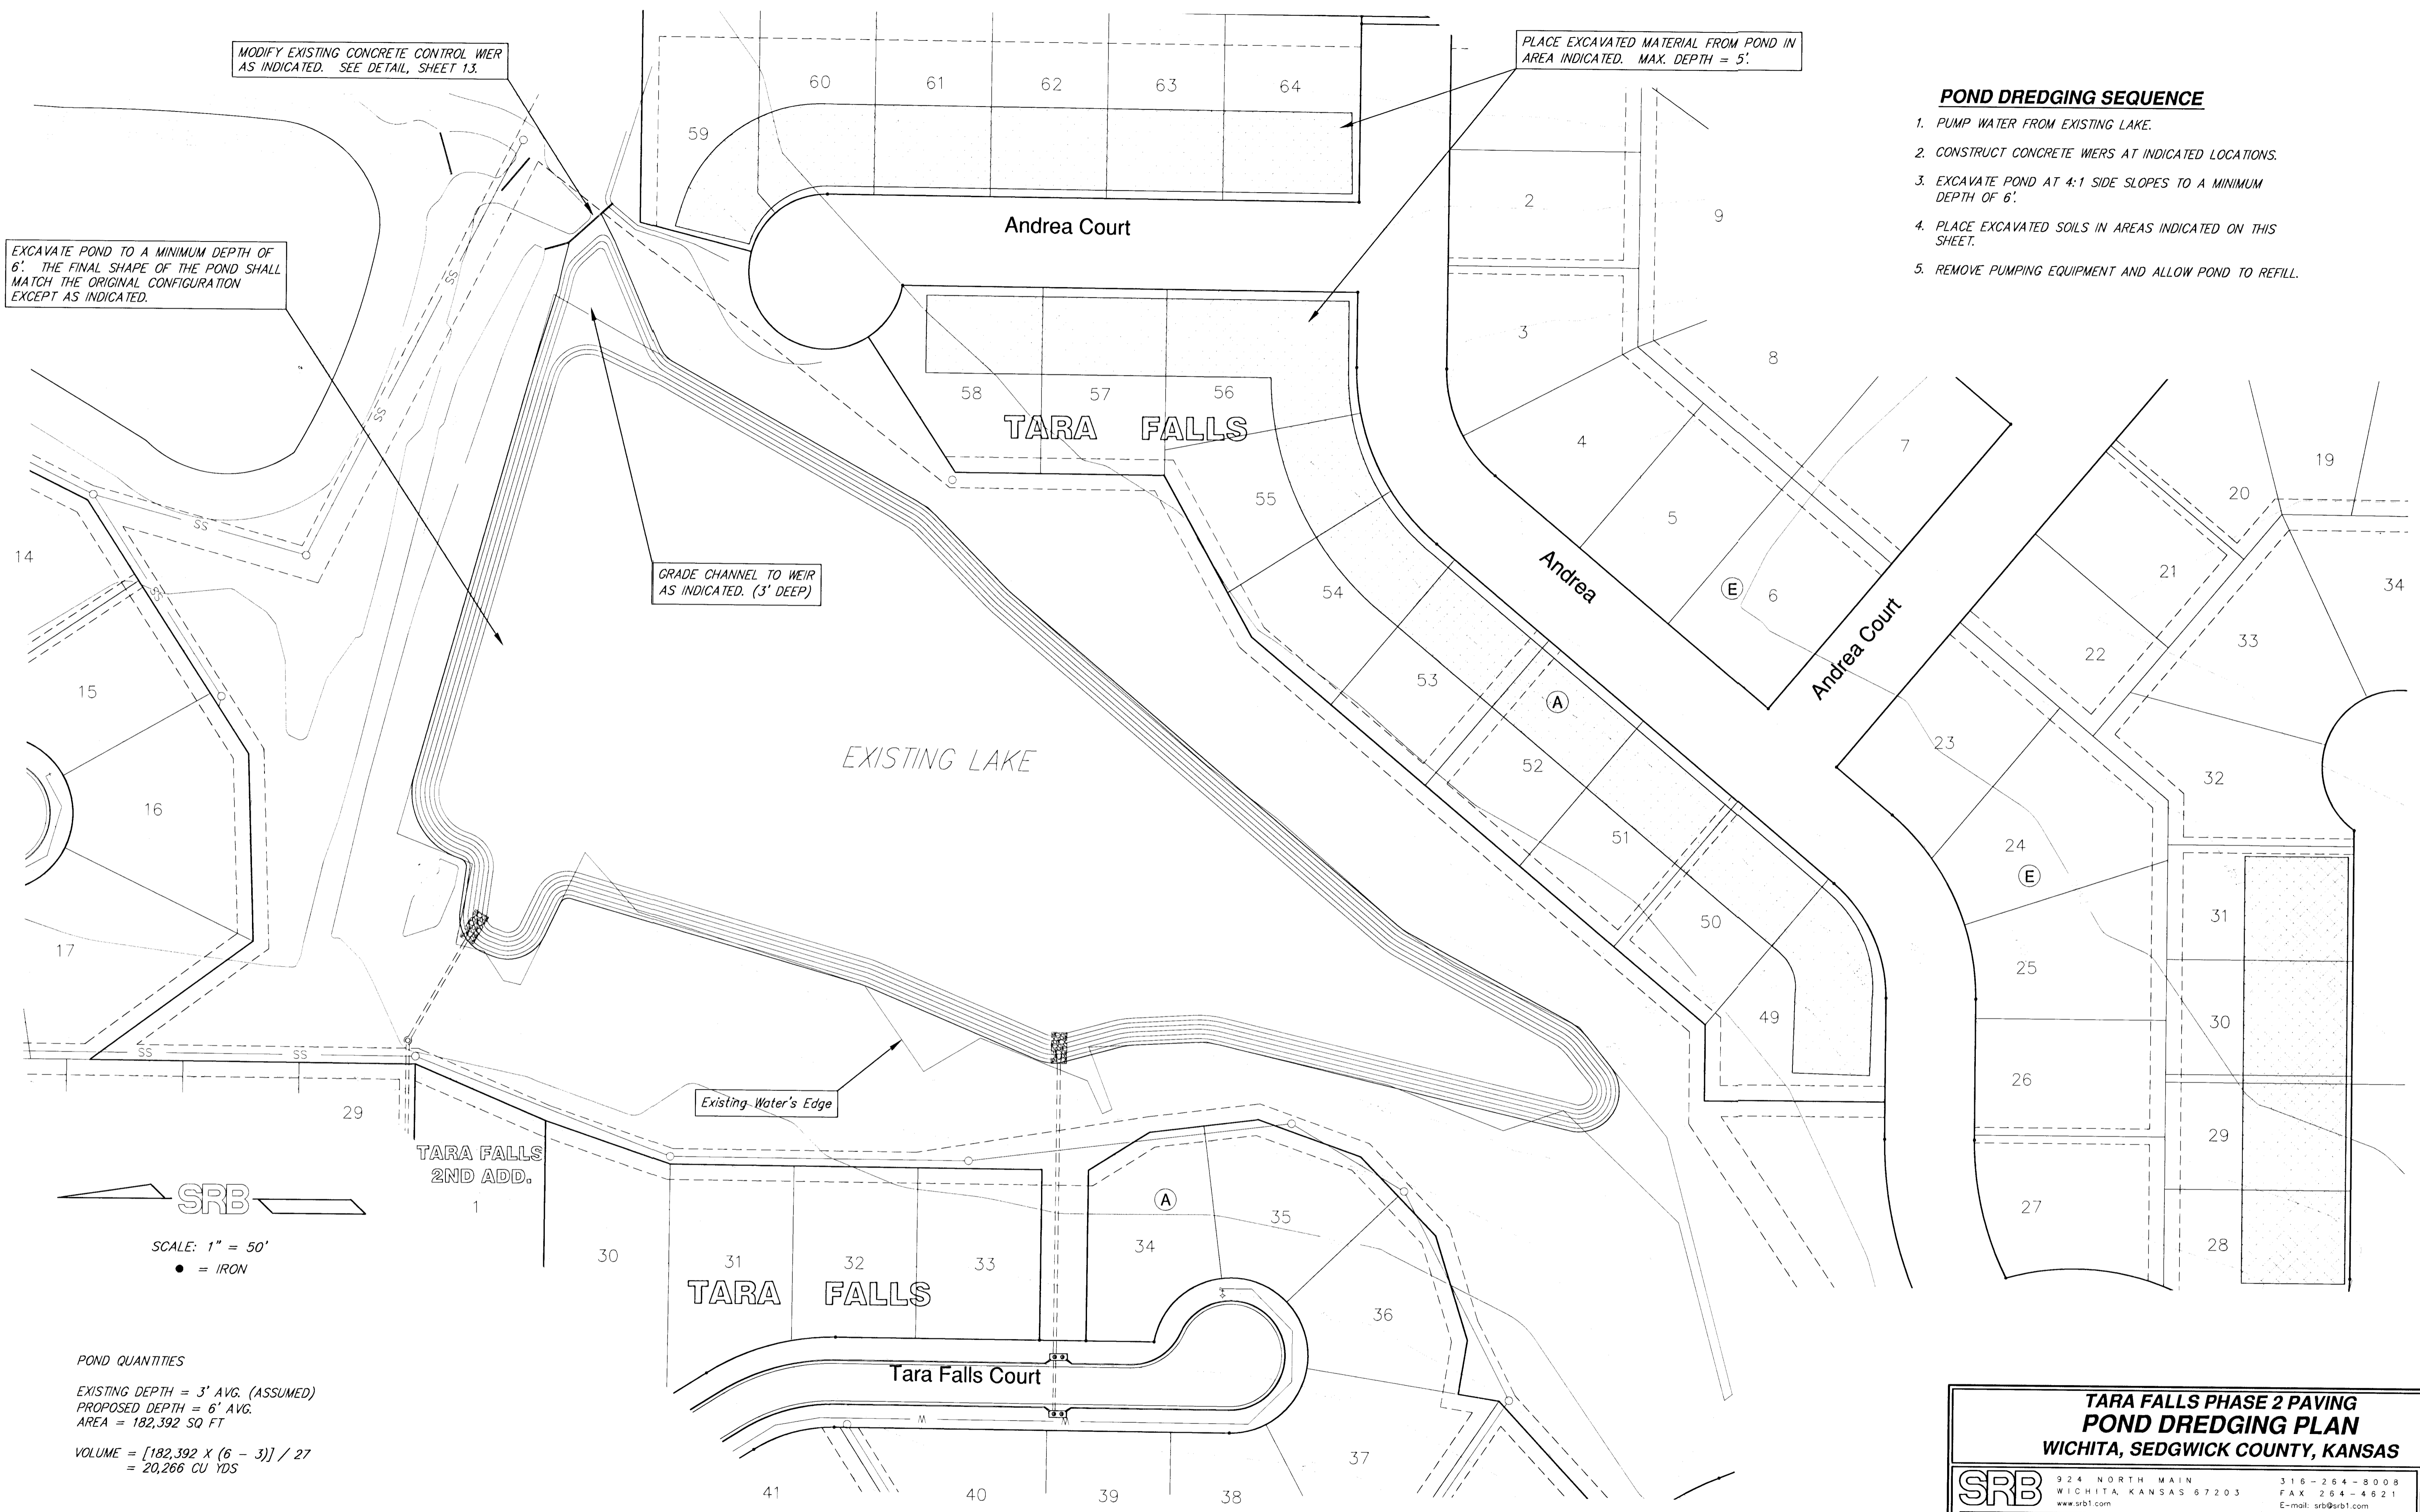 MODIFY EXISTING CONCRETE CONTROL WIER
AS INDICATED. SEE DETAIL, SHEET 13.
PLACE EXCAVATED MATERIAL FROM POND IN
AREA INDICATED. MAX. DEPTH = 5'.
POND DREDGING SEQUENCE
1. PUMP WATER FROM EXISTING LAKE.
2. CONSTRUCT CONCRETE WIERS AT INDICATED LOCATIONS.
3. EXCAVATE POND AT 4:1 SIDE SLOPES TO A MINIMUM
DEPTH OF 6'.
4. PLACE EXCAVATED SOILS IN AREAS INDICATED ON THIS
SHEET.
5. REMOVE PUMPING EQUIPMENT AND ALLOW POND TO REFILL.
EXCAVATE POND TO A MINIMUM DEPTH OF
6'. THE FINAL SHAPE OF THE POND SHALL
MATCH THE ORIGINAL CONFIGURATION
EXCEPT AS INDICATED.
59
60
61
62
63
64
Andrea Court
2
9
3
8
58
57
56
TARA FALLS
4
7
5
E
6
55
54
53
A
52
51
50
49
Andrea
Andrea Court
19
20
21
34
22
33
23
32
24
E
25
31
26
30
27
29
28
SS
SS
SS
SS
14
15
16
17
GRADE CHANNEL TO WEIR
AS INDICATED. (3' DEEP)
EXISTING LAKE
Existing Water's Edge
SS
SS
29
TARA FALLS
2ND ADD.
1
30
31
32
33
TARA FALLS
A
34
35
36
37
Tara Falls Court
W
W
41
40
39
38
SRB
SCALE: 1" = 50'
● = IRON
POND QUANTITIES
EXISTING DEPTH = 3' AVG. (ASSUMED)
PROPOSED DEPTH = 6' AVG.
AREA = 182,392 SQ FT
VOLUME = [182,392 X (6 - 3)] / 27
= 20,266 CU YDS
TARA FALLS PHASE 2 PAVING
POND DREDGING PLAN
WICHITA, SEDGWICK COUNTY, KANSAS
SRB
924 NORTH MAIN
WICHITA, KANSAS 67203
www.srb1.com
316-264-8008
FAX 264-4621
E-mail: srb@srb1.com